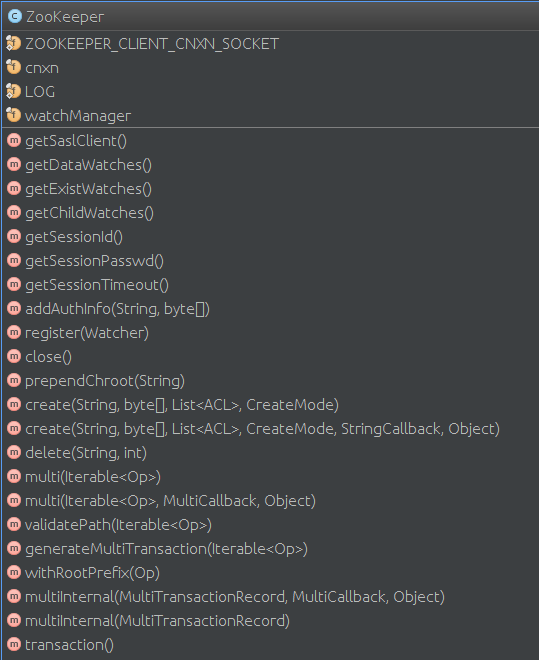 ZooKeeper
ZOOKEEPER_CLIENT_CNXN_SOCKET
cnxn
LOG
watchManager
getSaslClient()
getDataWatches()
getExistWatches()
getChildWatches()
getSessionId()
getSessionPasswd()
getSessionTimeout()
addAuthInfo(String, byte[])
register(Watcher)
close()
prependChroot(String)
create(String, byte[], List<ACL>, CreateMode)
create(String, byte[], List<ACL>, CreateMode, StringCallback, Object)
delete(String, int)
multi(Iterable<Op>)
multi(Iterable<Op>, MultiCallback, Object)
validatePath(Iterable<Op>)
generateMultiTransaction(Iterable<Op>)
withRootPrefix(Op)
multiInternal(MultiTransactionRecord, MultiCallback, Object)
multiInternal(MultiTransactionRecord)
transaction()